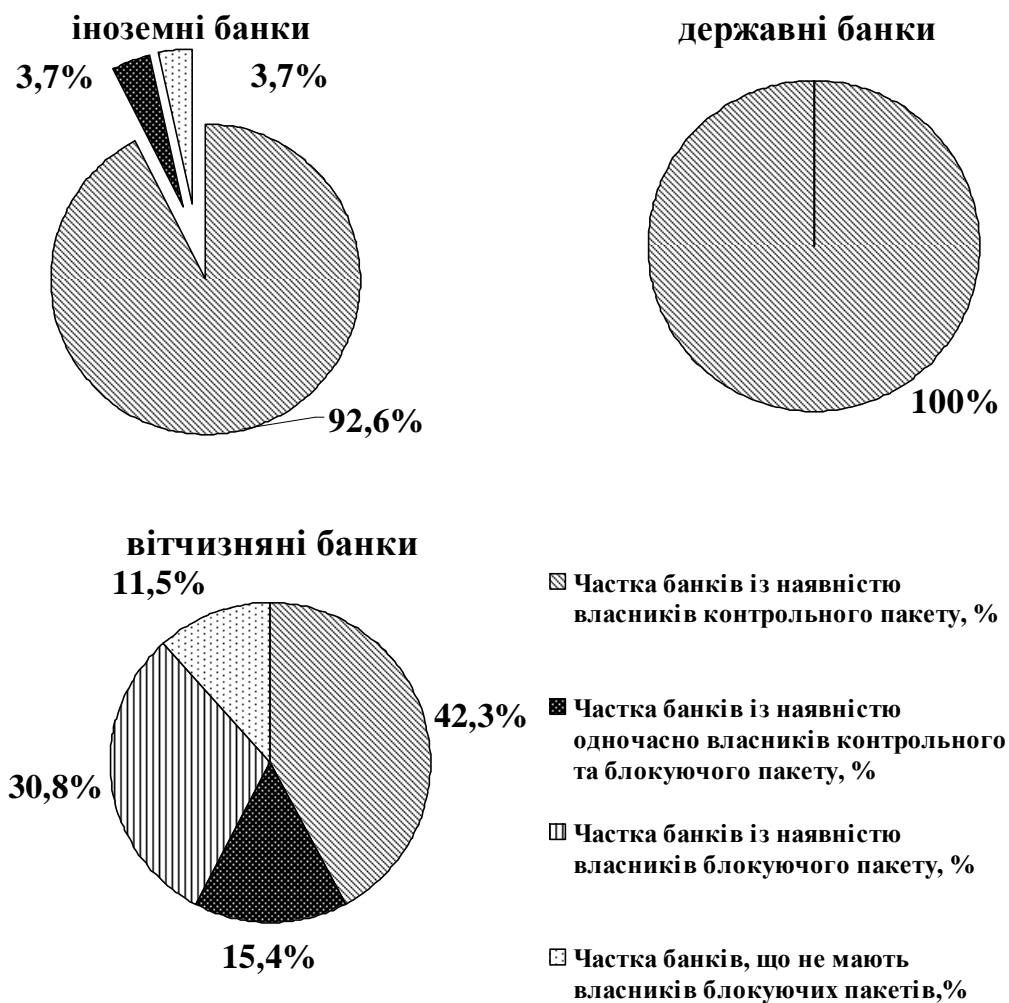 іноземні банки
3,7%
3,7%
92,6%
державні банки
100%
вітчизняні банки
11,5%
42,3%
30,8%
15,4%
Частка банків із наявністю
власників контрольного пакету, %
Частка банків із наявністю
одночасно власників контрольного
та блокуючого пакету, %
Частка банків із наявністю
власників блокуючого пакету, %
Частка банків, що не мають
власників блокуючих пакетів,%